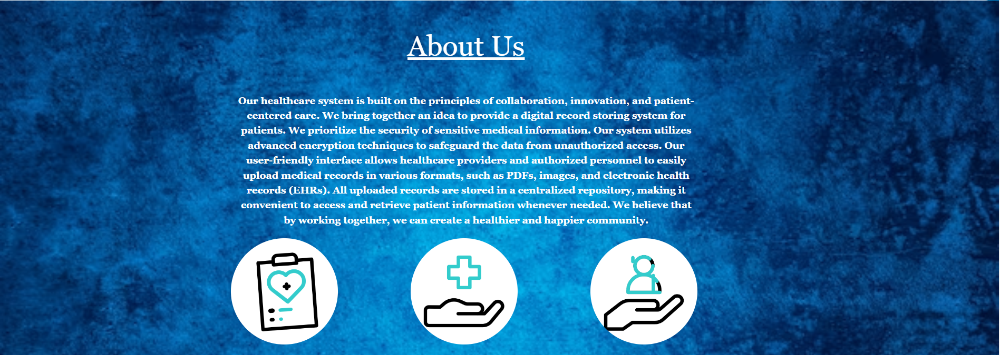 About Us
Our healthcare system is built on the principles of collaboration, innovation, and patient-
centered care. We bring together an idea to provide a digital record storing system for
patients. We prioritize the security of sensitive medical information. Our system utilizes
advanced encryption techniques to safeguard the data from unauthorized access. Our
user-friendly interface allows healthcare providers and authorized personnel to easily
upload medical records in various formats, such as PDFs, images, and electronic health
records (EHRs). All uploaded records are stored in a centralized repository, making it
convenient to access and retrieve patient information whenever needed. We believe that
by working together, we can create a healthier and happier community.